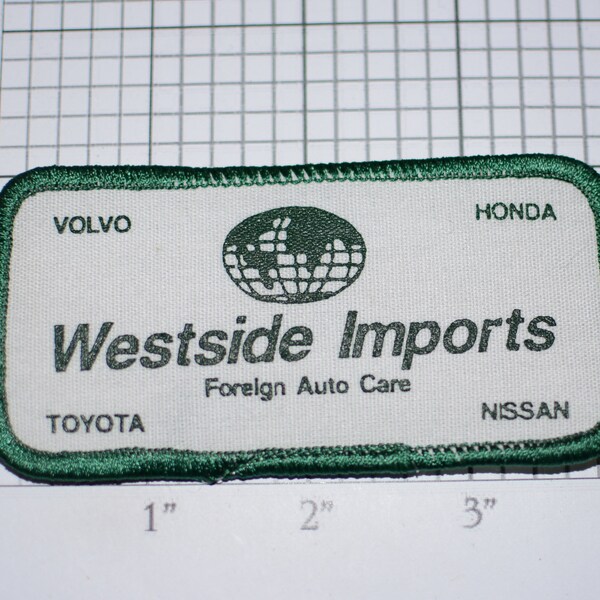 VOLVO HONDA
Westside Imports
Foreign Auto Care
TOYOTA NISSAN
1" 2" 3"